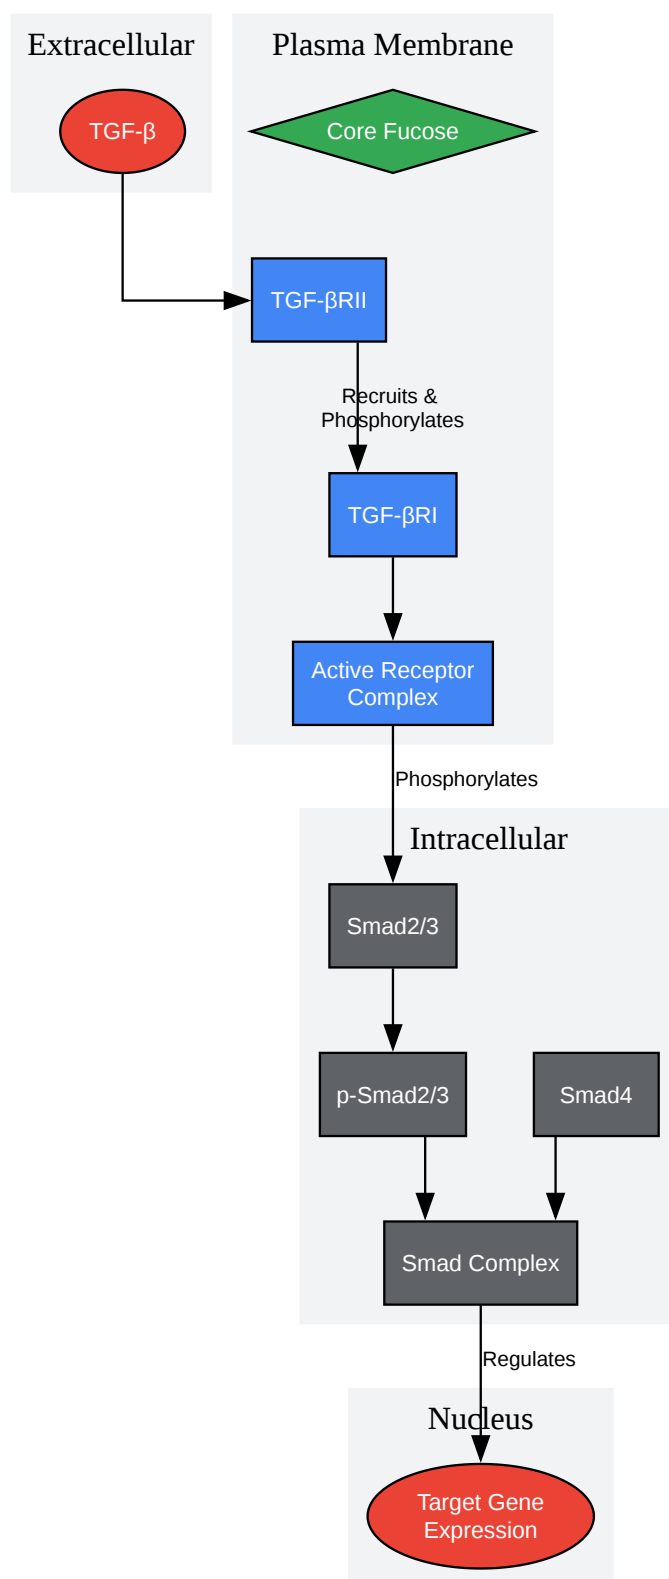 Extracellular
Plasma Membrane
TGF-β
Core Fucose
TGF-βRII
Recruits &
Phosphorylates
TGF-βRI
Active Receptor
Complex
Phosphorylates
Intracellular
Smad2/3
p-Smad2/3
Smad4
Smad Complex
Regulates
Nucleus
Target Gene
Expression